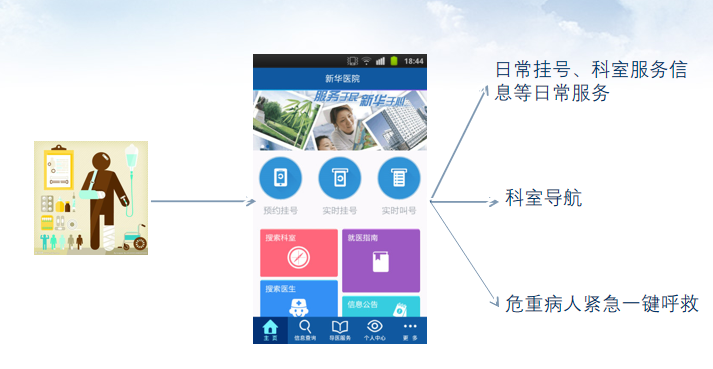 18:44
新华医院
服务于民 新华于心
预约挂号
实时挂号
实时叫号
搜索科室
就医指南
搜索医生
信息公告
主 页
信息查询
导医服务
个人中心
更 多
日常挂号、科室服务信
息等日常服务
科室导航
危重病人紧急一键呼救